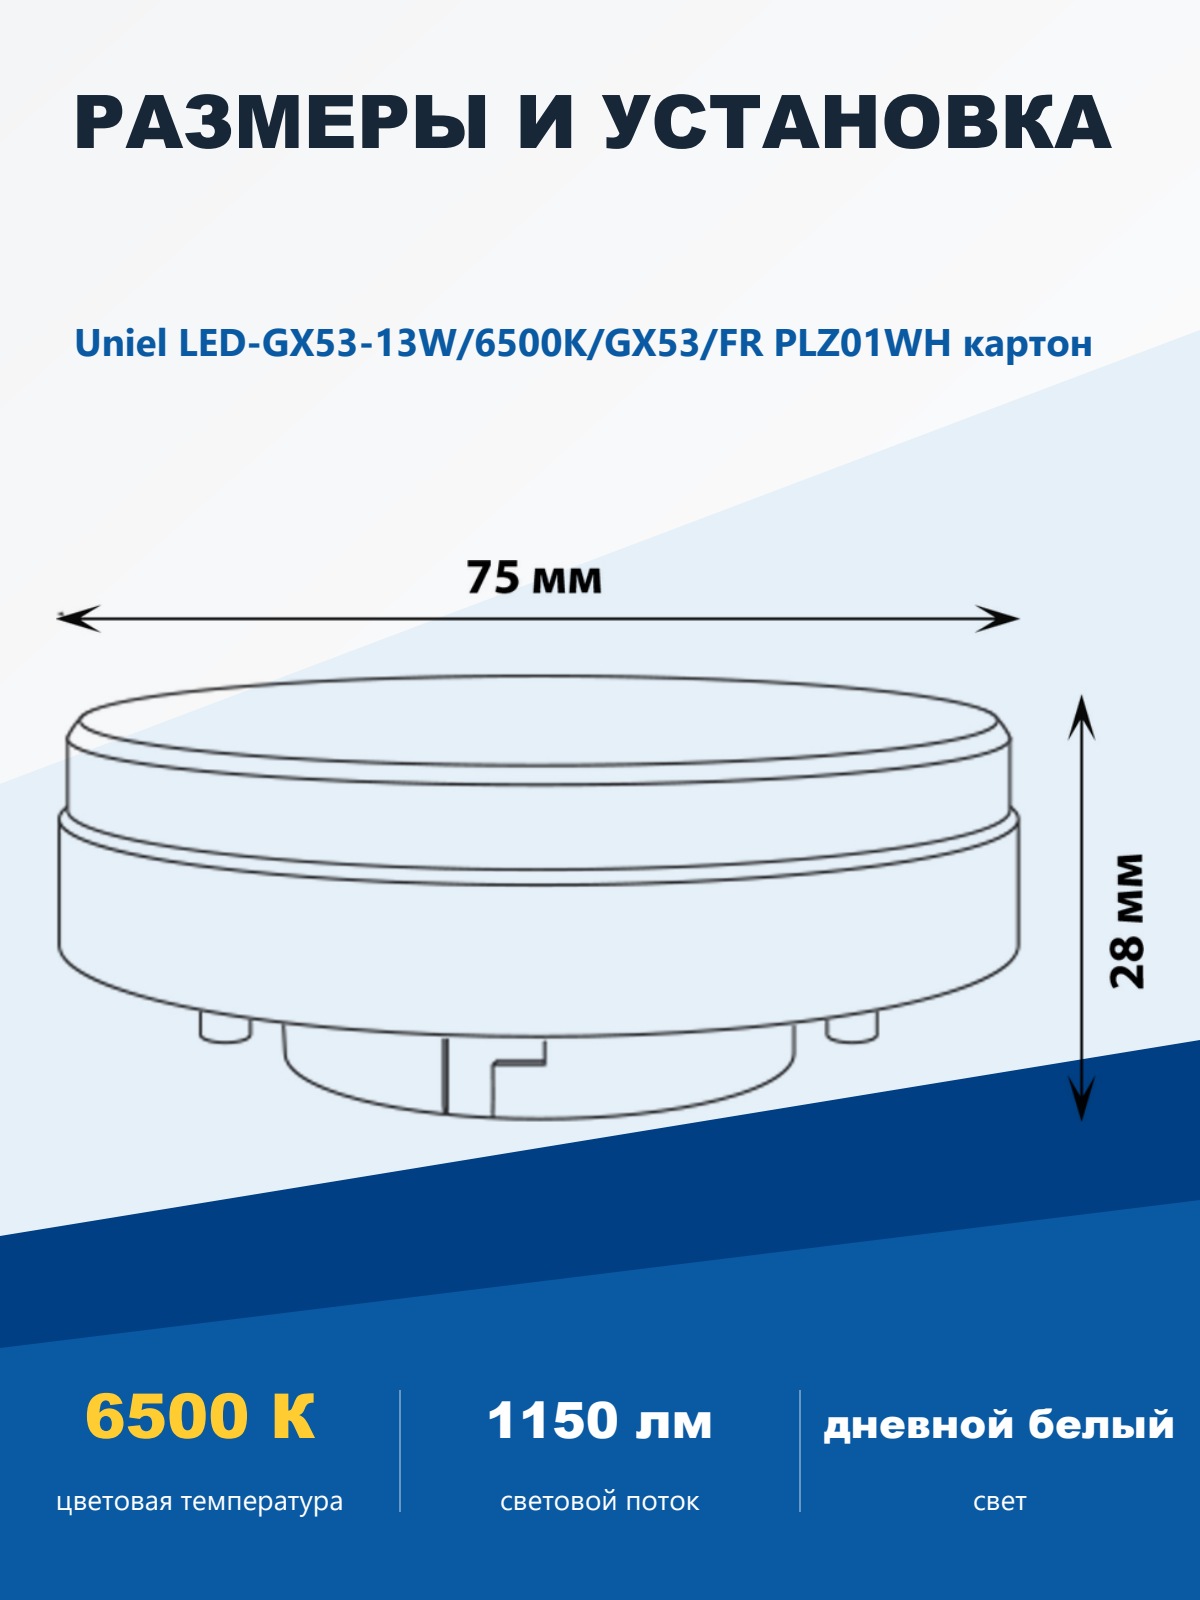 РАЗМЕРЫ И УСТАНОВКА
Uniel LED-GX53-13W/6500K/GX53/FR PLZ01WH картон
75 мм
28 мм
6500 К
цветовая температура
1150 лм
световой поток
дневной белый
свет